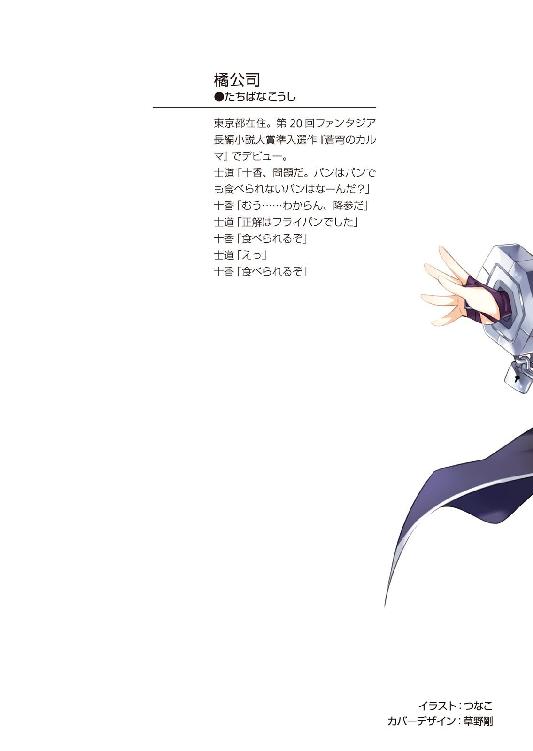 橘公司
●たちばなこうし
東京都在住。第20回ファンタジア
長編小説大賞準入選作『蒼穹のカル
マ』でデビュー。
士道「十香、問題だ。パンはパンで
も食べられないパンはなーんだ？」
十香「むう……わからん、降参だ」
士道「正解はフライパンでした」
十香「食べられるぞ」
士道「えっ」
十香「食べられるぞ」
イラスト：つなこ
カバーデザイン：草野剛